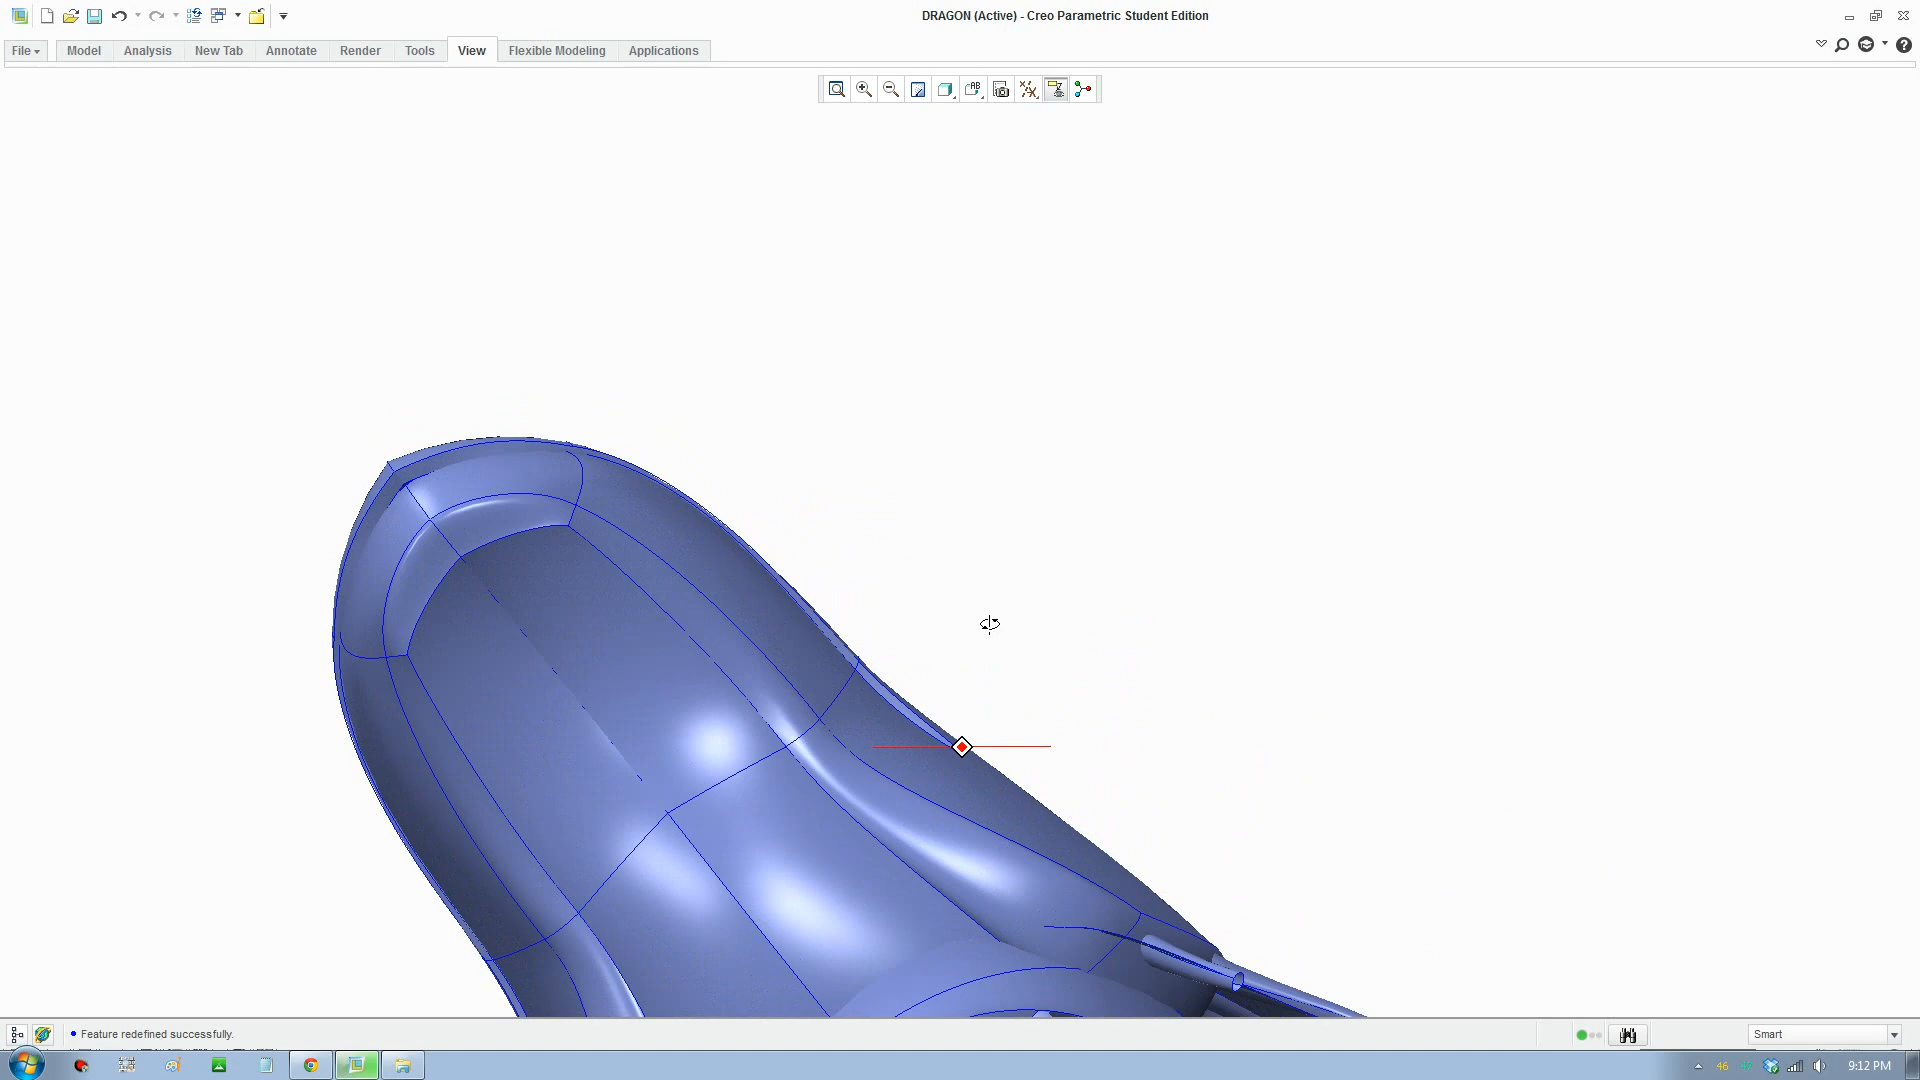 DRAGON (Active) - Creo Parametric Student Edition
File Model Analysis New Tab Annotate Render Tools View Flexible Modeling Applications
Feature redefined successfully.
Smart
46
9:12 PM